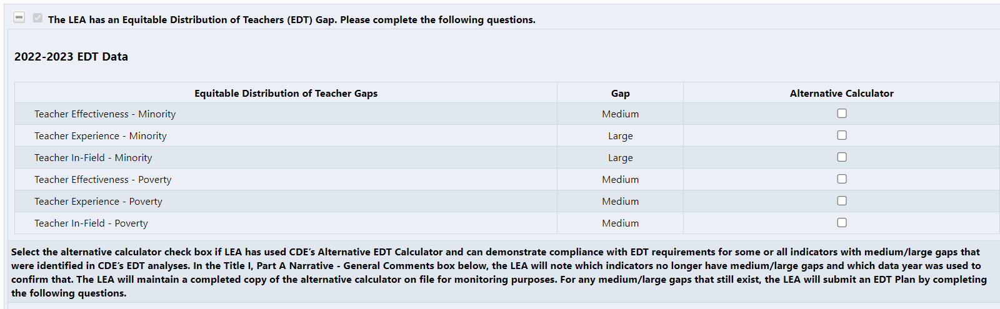 The LEA has an Equitable Distribution of Teachers (EDT) Gap. Please complete the following questions.
2022-2023 EDT Data
Equitable Distribution of Teacher Gaps Gap Alternative Calculator
Teacher Effectiveness - Minority Medium
Teacher Experience - Minority Large
Teacher In-Field - Minority Large
Teacher Effectiveness - Poverty Medium
Teacher Experience - Poverty Medium
Teacher In-Field - Poverty Medium
Select the alternative calculator check box if LEA has used CDE’s Alternative EDT Calculator and can demonstrate compliance with EDT requirements for some or all indicators with medium/large gaps that
were identified in CDE’s EDT analyses. In the Title I, Part A Narrative - General Comments box below, the LEA will note which indicators no longer have medium/large gaps and which data year was used to
confirm that. The LEA will maintain a completed copy of the alternative calculator on file for monitoring purposes. For any medium/large gaps that still exist, the LEA will submit an EDT Plan by completing
the following questions.